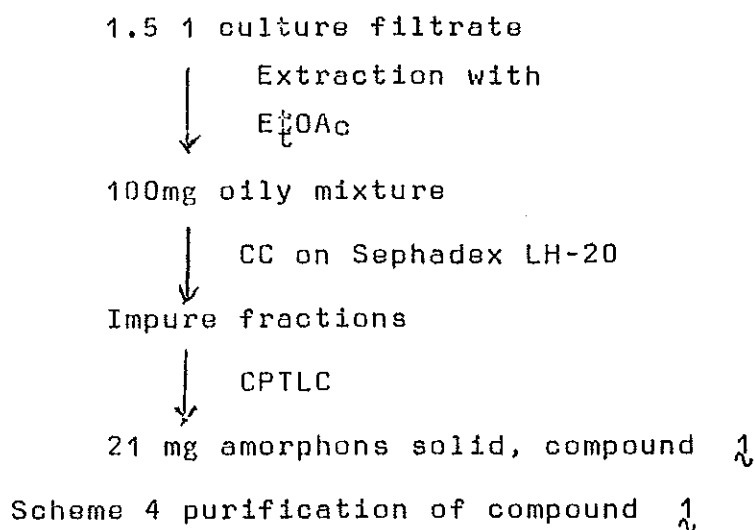 1.5 l culture filtrate
Extraction with
EtOAc
100mg oily mixture
CC on Sephadex LH-20
Impure fractions
CPTLC
21 mg amorphons solid, compound 1
Scheme 4 purification of compound 1